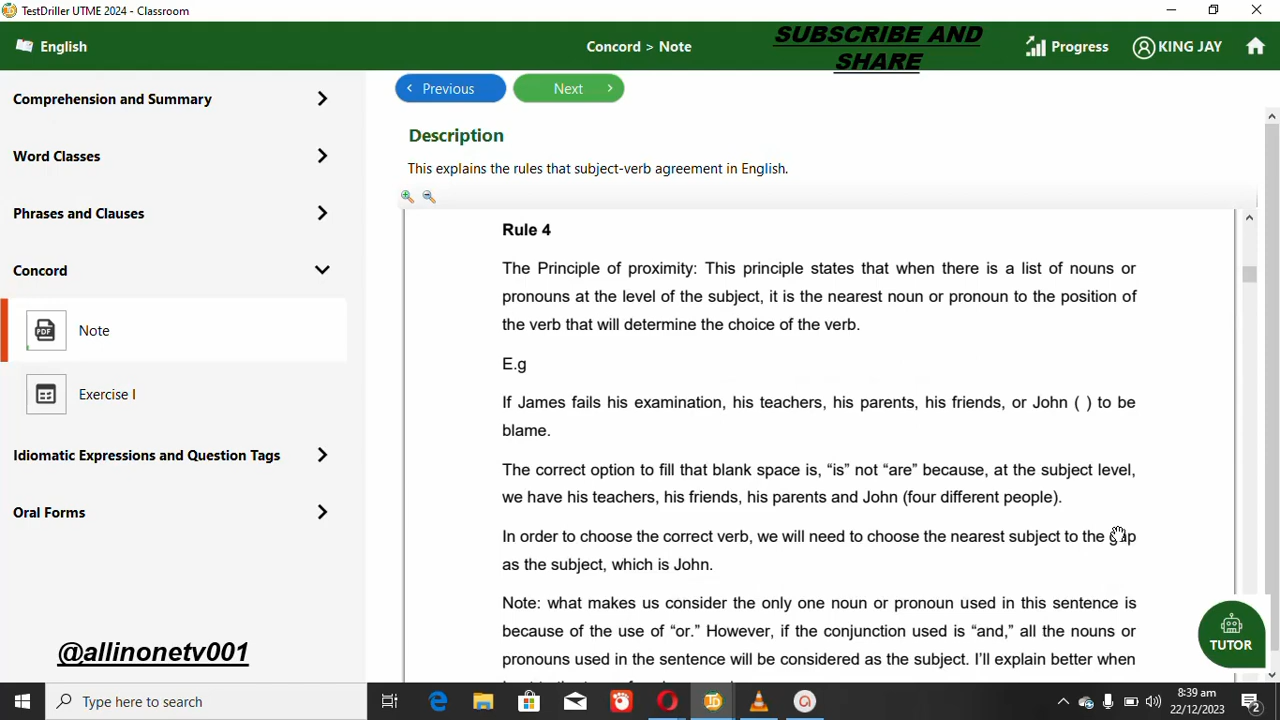 TestDriller UTME 2024 - Classroom
English
Concord > Note
SUBSCRIBE AND
SHARE
Progress
KING JAY
Comprehension and Summary
Word Classes
Phrases and Clauses
Concord
PDF
Note
Exercise I
Idiomatic Expressions and Question Tags
Oral Forms
@allinonetv001
Previous
Next
Description
This explains the rules that subject-verb agreement in English.
Rule 4
The Principle of proximity: This principle states that when there is a list of nouns or
pronouns at the level of the subject, it is the nearest noun or pronoun to the position of
the verb that will determine the choice of the verb.
E.g
If James fails his examination, his teachers, his parents, his friends, or John ( ) to be
blame.
The correct option to fill that blank space is, “is” not “are” because, at the subject level,
we have his teachers, his friends, his parents and John (four different people).
In order to choose the correct verb, we will need to choose the nearest subject to the gap
as the subject, which is John.
Note: what makes us consider the only one noun or pronoun used in this sentence is
because of the use of “or.” However, if the conjunction used is “and,” all the nouns or
pronouns used in the sentence will be considered as the subject. I’ll explain better when
TUTOR
Type here to search
8:39 am
22/12/2023
2